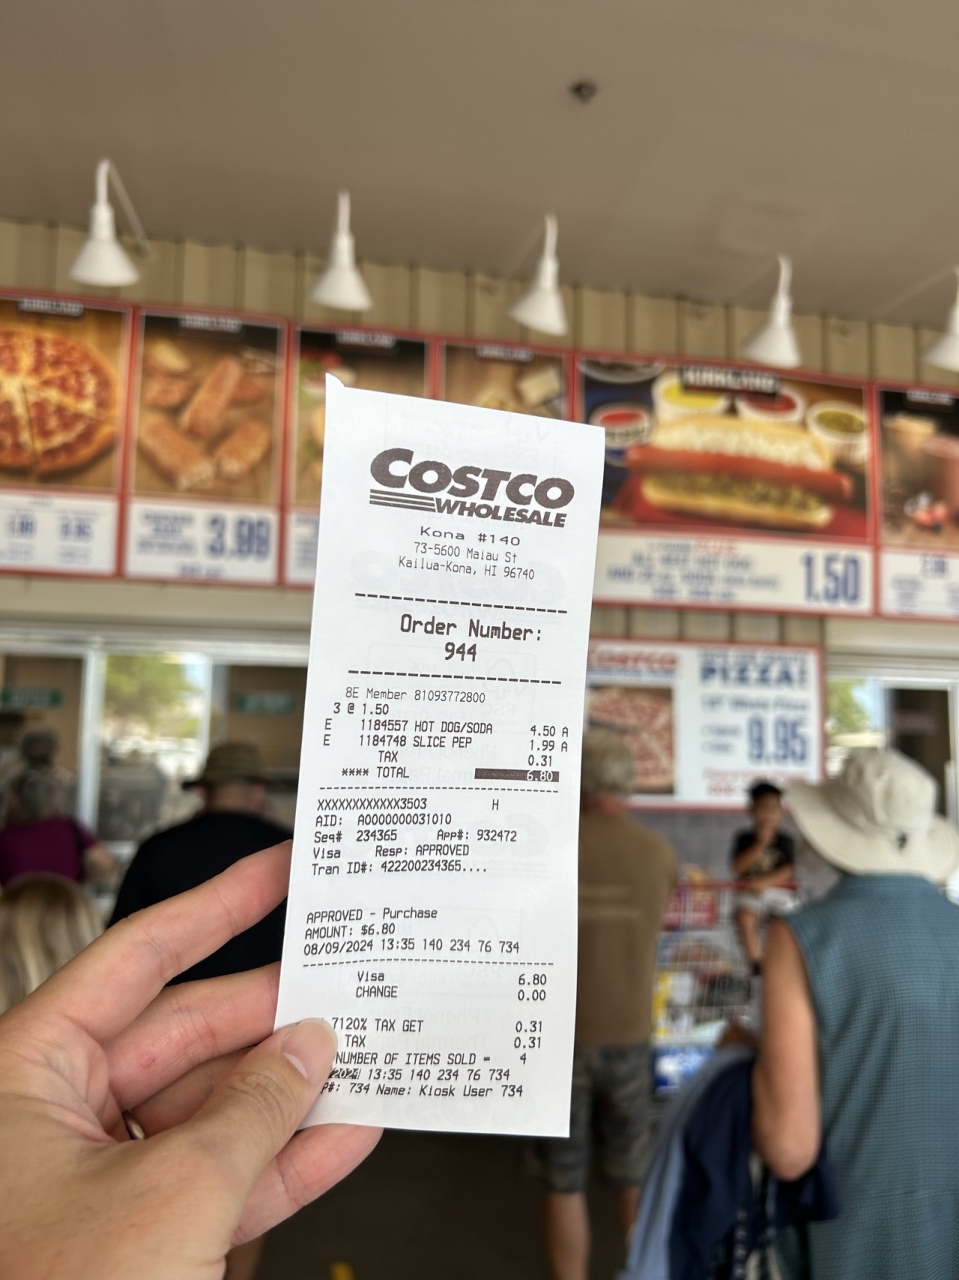 KIRKLAND
3.99
1.50
COSTCO
WHOLESALE
Kona #140
73-5600 Maiau St
Kailua-Kona, HI 96740
Order Number:
944
8E Member 81093772800
3 @ 1.50
E 1184557 HOT DOG/SODA 4.50 A
E 1184748 SLICE PEP 1.99 A
TAX 0.31
**** TOTAL 6.80
XXXXXXXXXXXX3503 H
AID: A0000000031010
Seq# 234365 App#: 932472
Visa Resp: APPROVED
Tran ID#: 422200234365....
APPROVED - Purchase
AMOUNT: $6.80
08/09/2024 13:35 140 234 76 734
Visa 6.80
CHANGE 0.00
7120% TAX GET 0.31
TAX 0.31
NUMBER OF ITEMS SOLD = 4
2024 13:35 140 234 76 734
P#: 734 Name: Kiosk User 734
COSTCO
PIZZA!
9.95